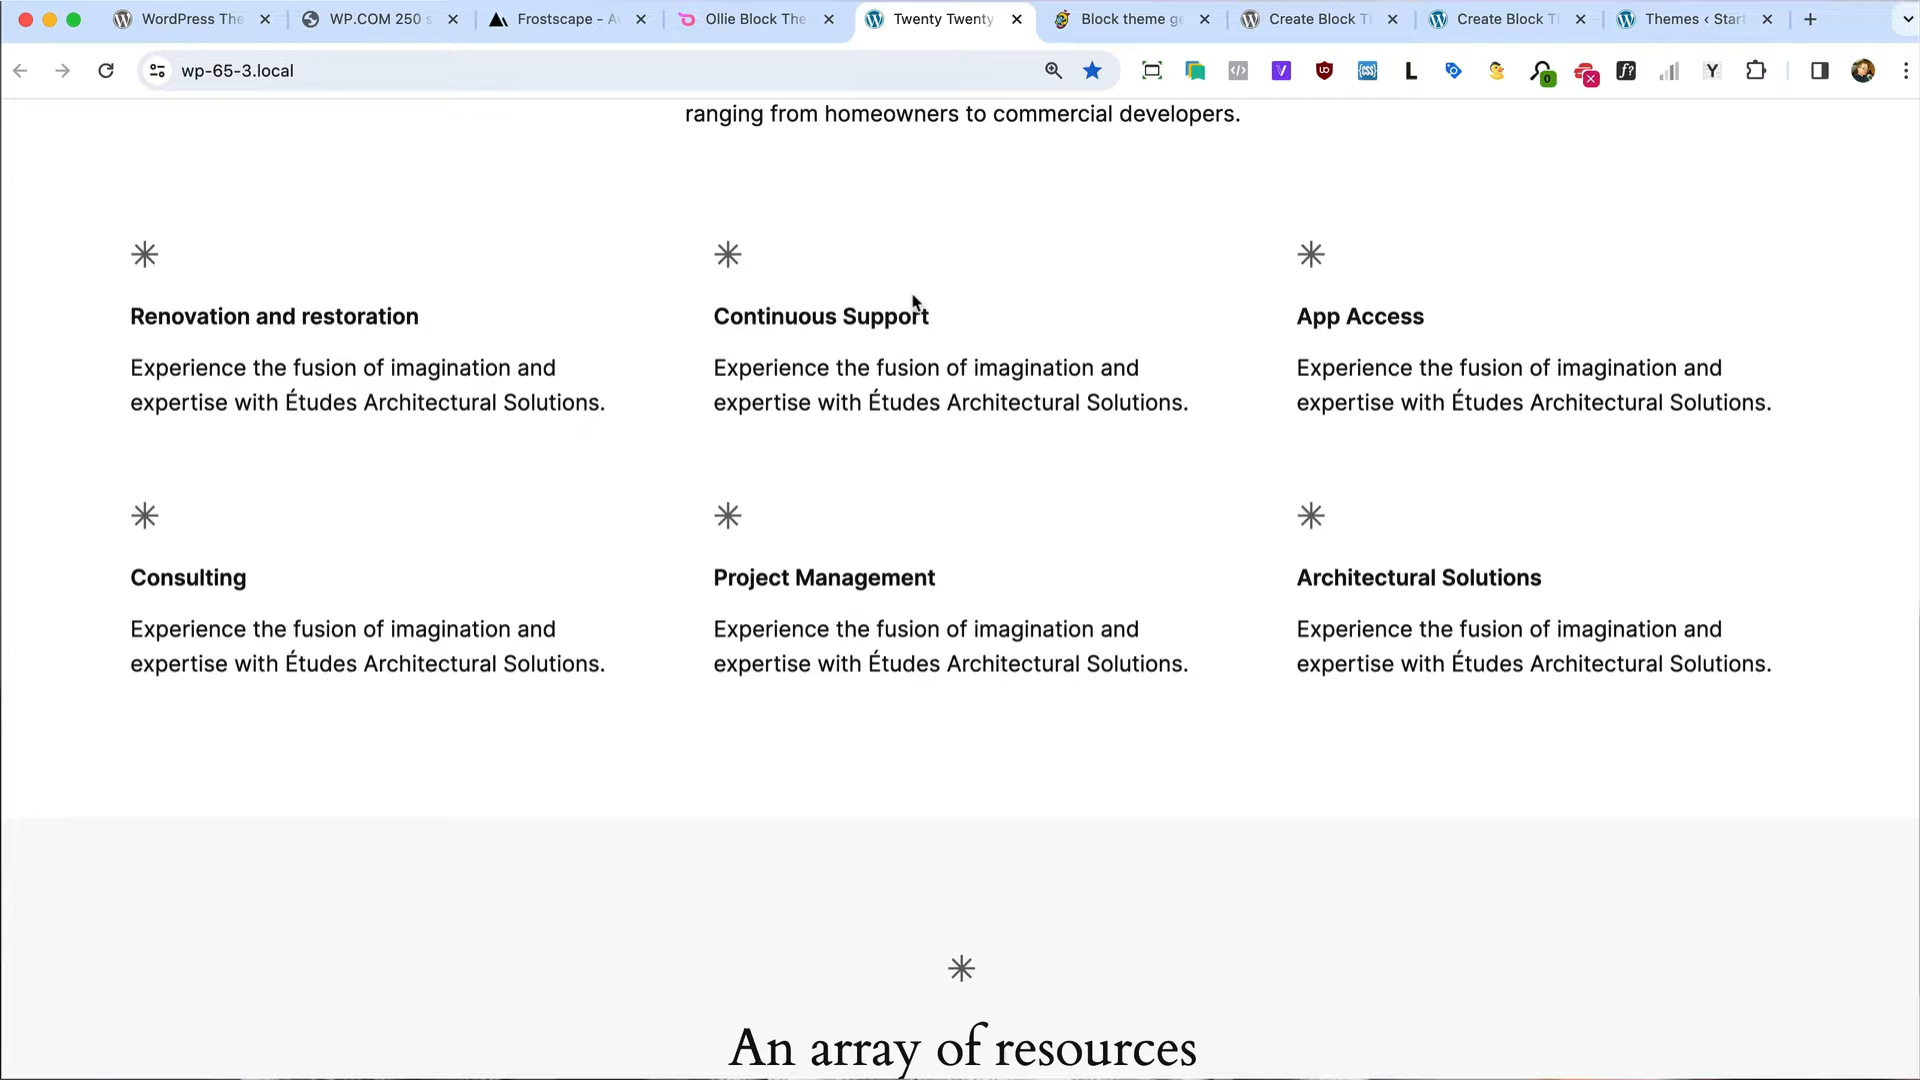 WordPress The
WP.COM 250 s
Frostscape - A
Ollie Block The
Twenty Twenty
Block theme ge
Create Block T
Create Block T
Themes ‹ Star
wp-65-3.local
ranging from homeowners to commercial developers.
Renovation and restoration
Experience the fusion of imagination and
expertise with Études Architectural Solutions.
Continuous Support
Experience the fusion of imagination and
expertise with Études Architectural Solutions.
App Access
Experience the fusion of imagination and
expertise with Études Architectural Solutions.
Consulting
Experience the fusion of imagination and
expertise with Études Architectural Solutions.
Project Management
Experience the fusion of imagination and
expertise with Études Architectural Solutions.
Architectural Solutions
Experience the fusion of imagination and
expertise with Études Architectural Solutions.
An array of resources